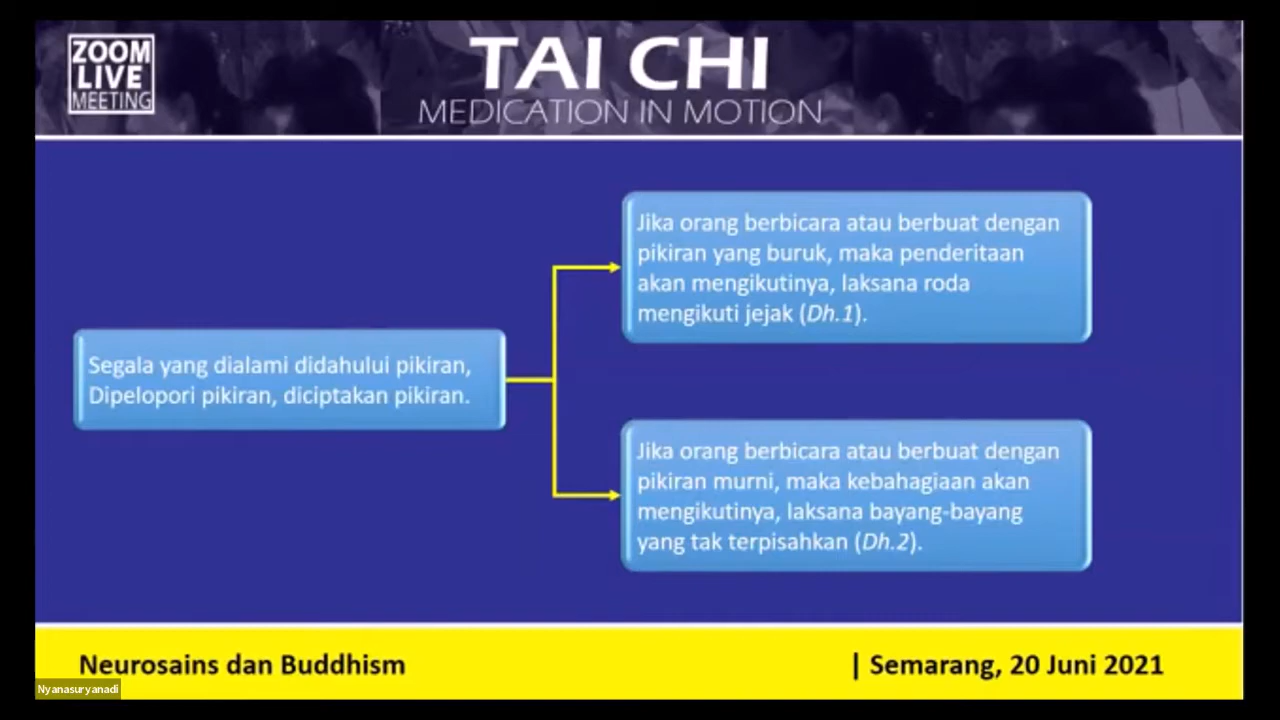 ZOOM
LIVE
MEETING
TAI CHI
MEDICATION IN MOTION
Segala yang dialami didahului pikiran,
Dipelopori pikiran, diciptakan pikiran.
Jika orang berbicara atau berbuat dengan
pikiran yang buruk, maka penderitaan
akan mengikutinya, laksana roda
mengikuti jejak (Dh.1).
Jika orang berbicara atau berbuat dengan
pikiran murni, maka kebahagiaan akan
mengikutinya, laksana bayang-bayang
yang tak terpisahkan (Dh.2).
Neurosains dan Buddhism
| Semarang, 20 Juni 2021
Nyanasuryanadi